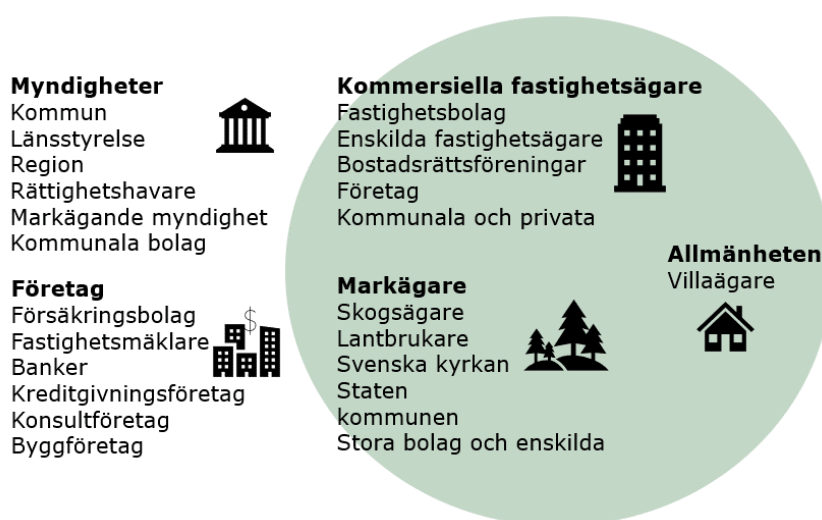 Myndigheter
Kommun
Länsstyrelse
Region
Rättighetshavare
Markägande myndighet
Kommunala bolag
Företag
Försäkringsbolag
Fastighetsmäklare
Banker
Kreditgivningsföretag
Konsultföretag
Byggföretag
Kommersiella fastighetsägare
Fastighetsbolag
Enskilda fastighetsägare
Bostadsrättsföreningar
Företag
Kommunala och privata
Markägare
Skogsägare
Lantbrukare
Svenska kyrkan
Staten
kommunen
Stora bolag och enskilda
Allmänheten
Villaägare
$